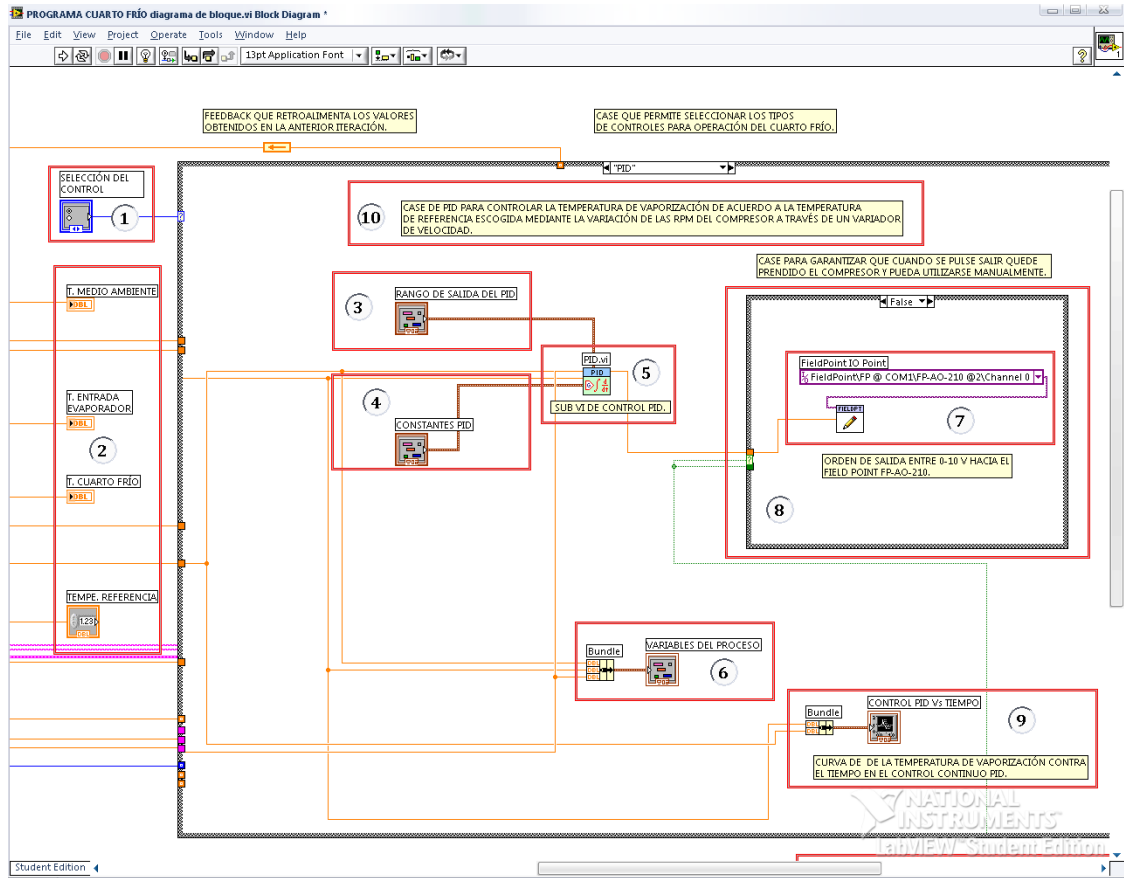 PROGRAMA CUARTO FRÍO diagrama de bloque.vi Block Diagram *
File Edit View Project Operate Tools Window Help
13pt Application Font
?
1
FEEDBACK QUE RETROALIMENTA LOS VALORES
OBTENIDOS EN LA ANTERIOR ITERACIÓN.
CASE QUE PERMITE SELECCIONAR LOS TIPOS
DE CONTROLES PARA OPERACIÓN DEL CUARTO FRÍO.
"PID"
SELECCIÓN DEL
CONTROL
1
?
10
CASE DE PID PARA CONTROLAR LA TEMPERATURA DE VAPORIZACIÓN DE ACUERDO A LA TEMPERATURA
DE REFERENCIA ESCOGIDA MEDIANTE LA VARIACIÓN DE LAS RPM DEL COMPRESOR A TRAVÉS DE UN VARIADOR
DE VELOCIDAD.
CASE PARA GARANTIZAR QUE CUANDO SE PULSE SALIR QUEDE
PRENDIDO EL COMPRESOR Y PUEDA UTILIZARSE MANUALMENTE.
T. MEDIO AMBIENTE
DBL
3
RANGO DE SALIDA DEL PID
False
PID.vi
PID
5
SUB VI DE CONTROL PID.
FieldPoint IO Point
FieldPoint\FP @ COM1\FP-AO-210 @2\Channel 0
FIELDPT
7
T. ENTRADA
EVAPORADOR
DBL
2
4
CONSTANTES PID
ORDEN DE SALIDA ENTRE 0-10 V HACIA EL
FIELD POINT FP-AO-210.
T. CUARTO FRÍO
DBL
8
TEMPE. REFERENCIA
1.23
DBL
Bundle
VARIABLES DEL PROCESO
6
Bundle
CONTROL PID Vs TIEMPO
9
CURVA DE DE LA TEMPERATURA DE VAPORIZACIÓN CONTRA
EL TIEMPO EN EL CONTROL CONTINUO PID.
NATIONAL
INSTRUMENTS
LabVIEW Student Edition
Student Edition